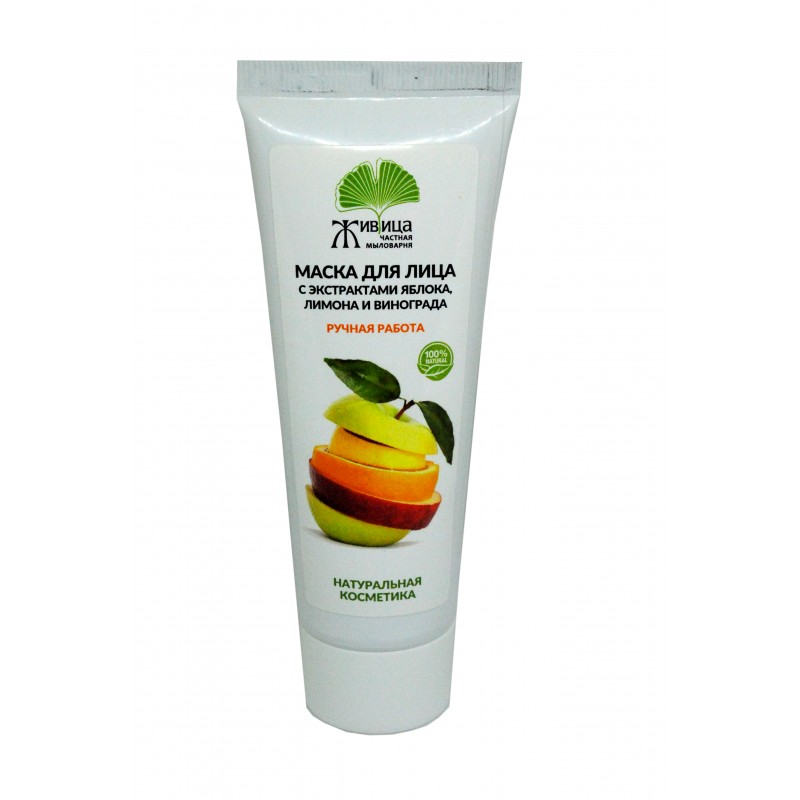 Живица
ЧАСТНАЯ
МЫЛОВАРНЯ
МАСКА ДЛЯ ЛИЦА
С ЭКСТРАКТАМИ ЯБЛОКА,
ЛИМОНА И ВИНОГРАДА
РУЧНАЯ РАБОТА
100%
NATURAL
НАТУРАЛЬНАЯ
КОСМЕТИКА